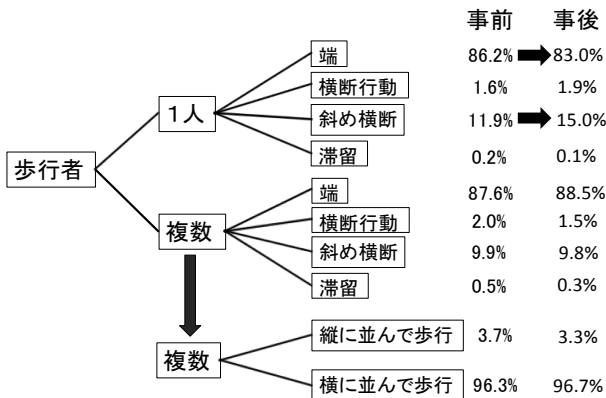 事前 事後
端 86.2% 83.0%
横断行動 1.6% 1.9%
1人
斜め横断 11.9% 15.0%
滞留 0.2% 0.1%
歩行者
端 87.6% 88.5%
横断行動 2.0% 1.5%
複数
斜め横断 9.9% 9.8%
滞留 0.5% 0.3%
縦に並んで歩行 3.7% 3.3%
複数
横に並んで歩行 96.3% 96.7%